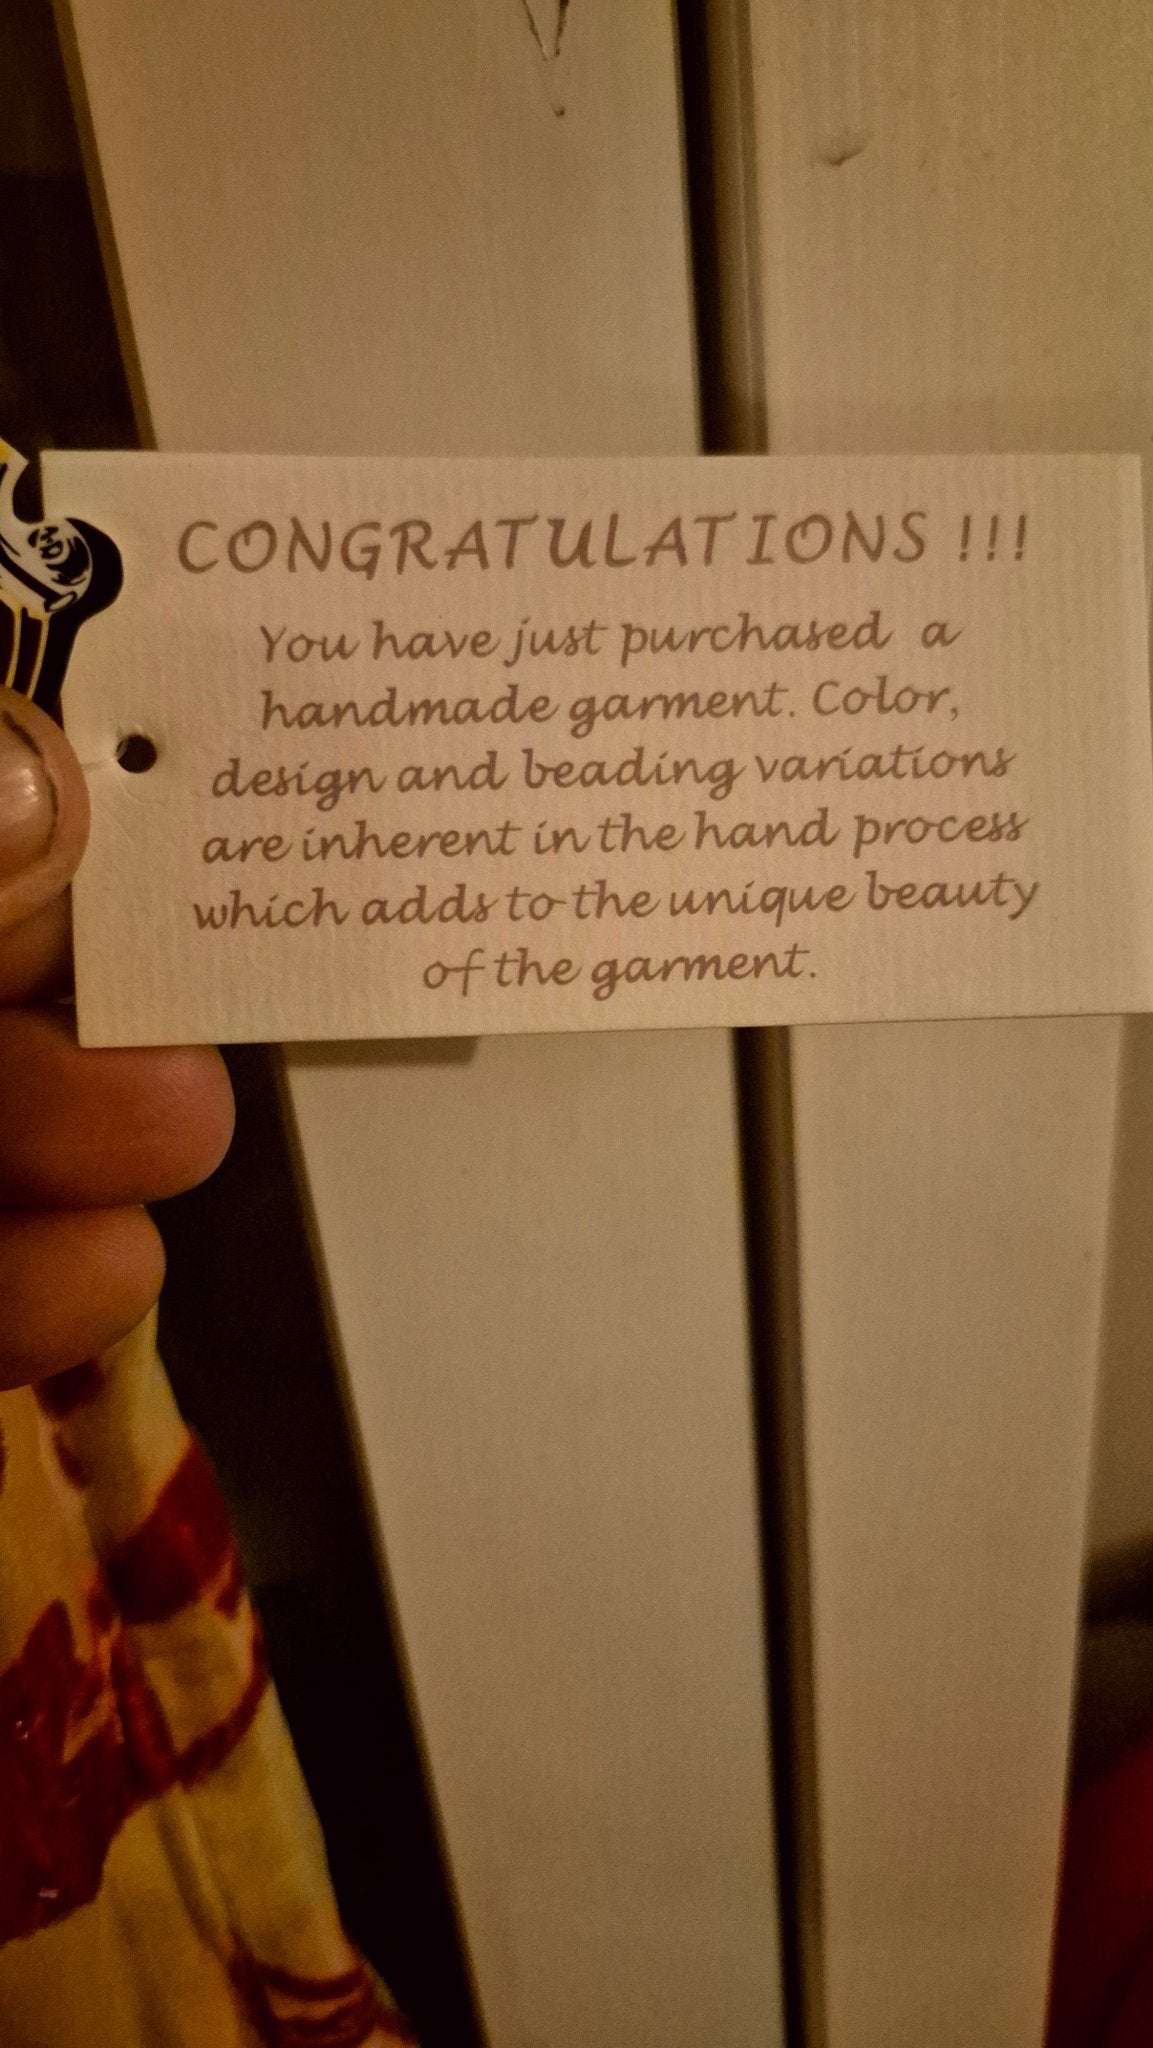 CONGRATULATIONS !!!
You have just purchased a
handmade garment. Color,
design and beading variations
are inherent in the hand process
which adds to the unique beauty
of the garment.